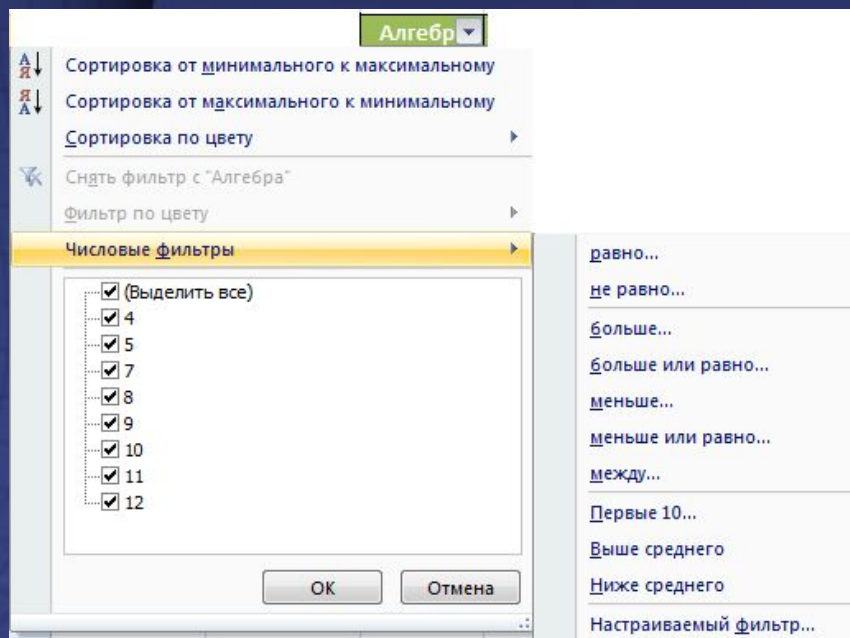 Алгебр
Сортировка от минимального к максимальному
Сортировка от максимального к минимальному
Сортировка по цвету
Снять фильтр с "Алгебра"
Фильтр по цвету
Числовые фильтры
(Выделить все)
4
5
7
8
9
10
11
12
ОК
Отмена
равно...
не равно...
больше...
больше или равно...
меньше...
меньше или равно...
между...
Первые 10...
Выше среднего
Ниже среднего
Настраиваемый фильтр...